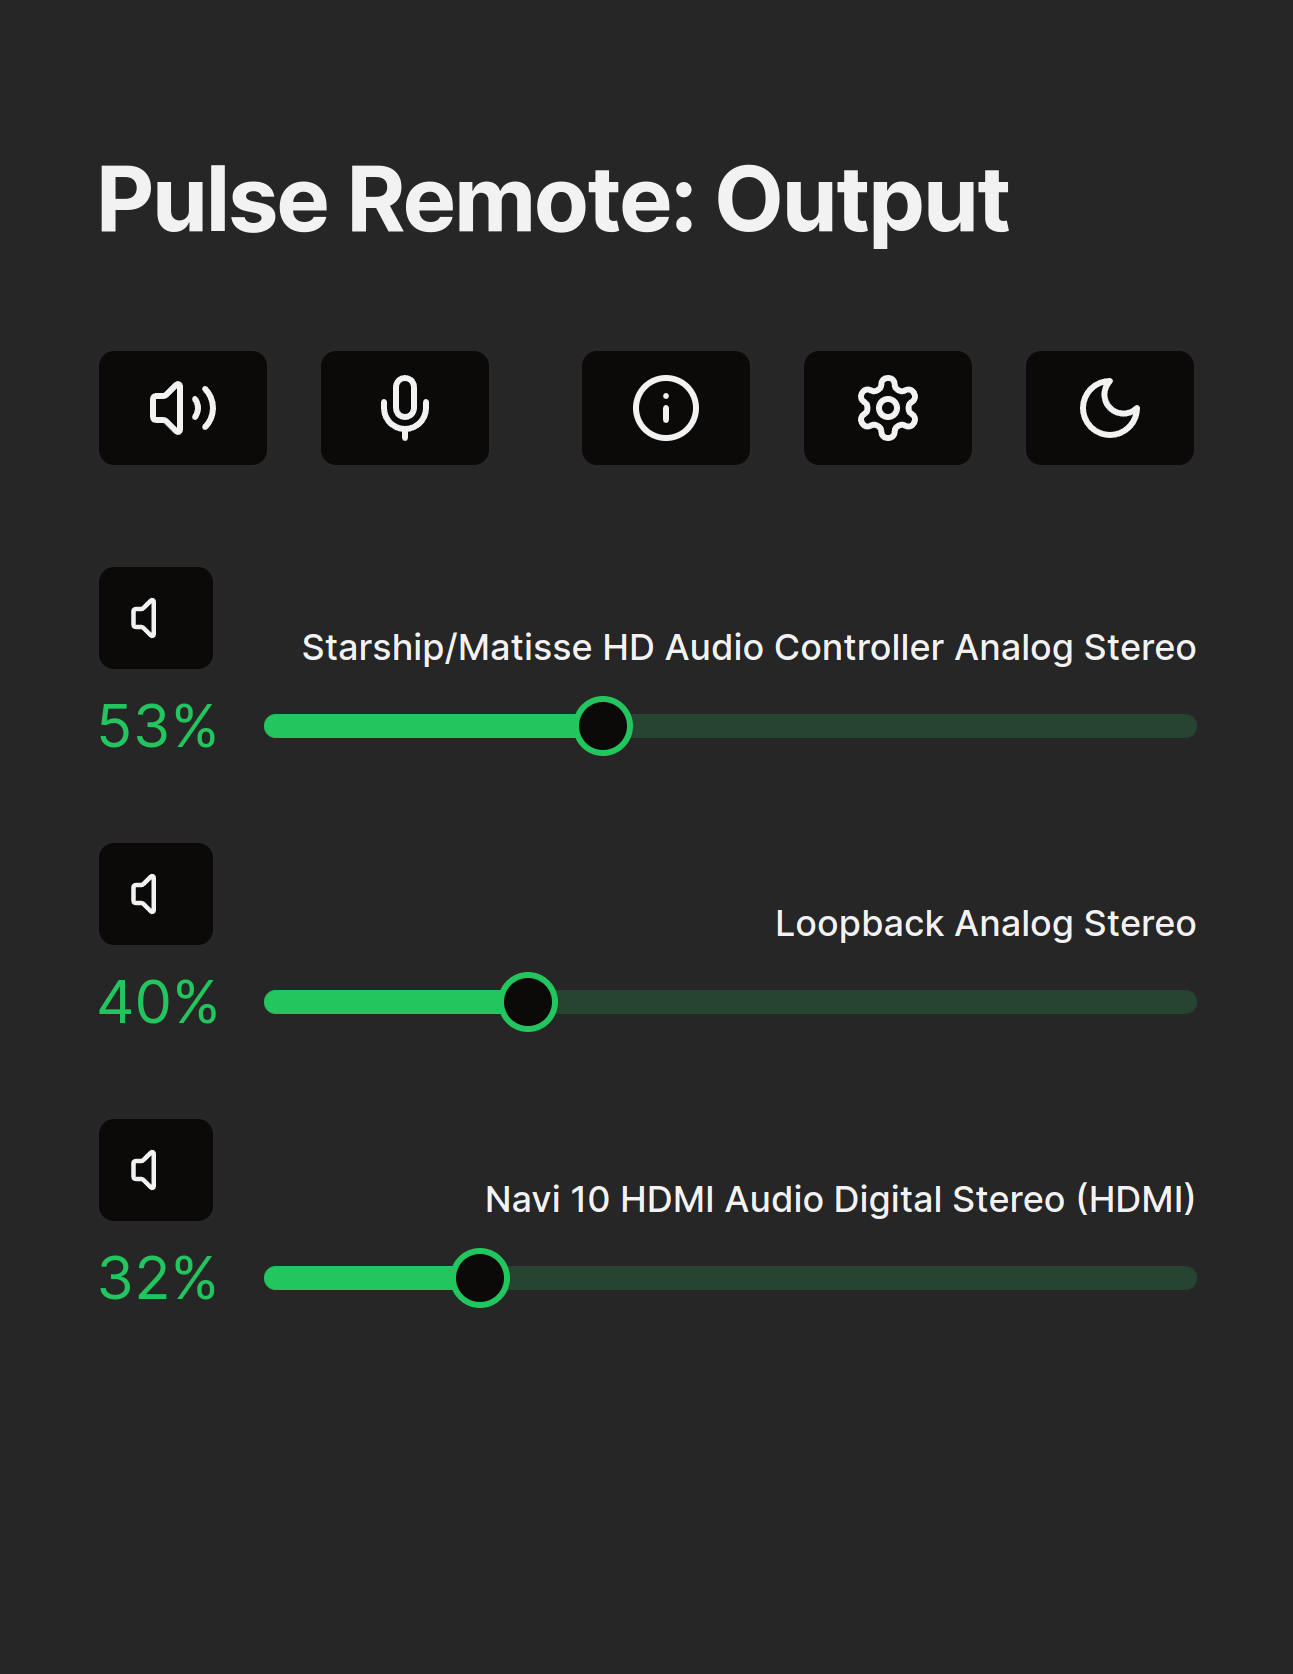 Pulse Remote: Output
Starship/Matisse HD Audio Controller Analog Stereo
53%
Loopback Analog Stereo
40%
Navi 10 HDMI Audio Digital Stereo (HDMI)
32%